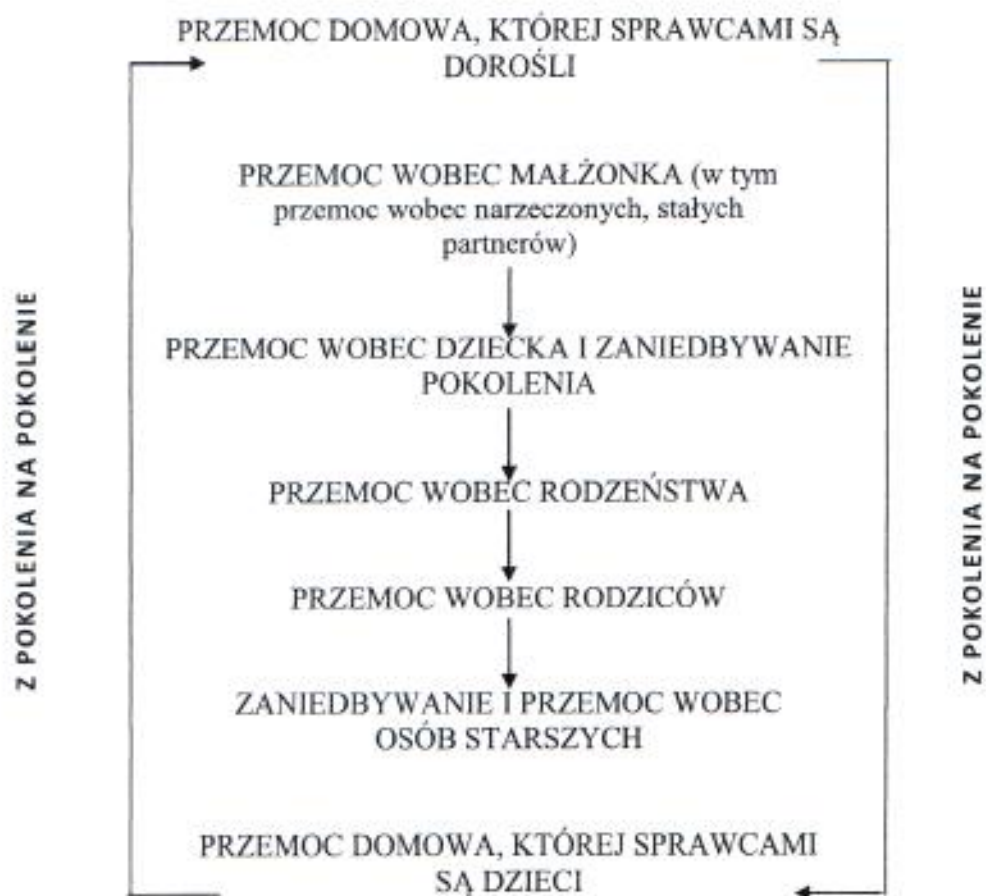 PRZEMOC DOMOWA, KTÓREJ SPRAWCAMI SĄ
DOROŚLI
PRZEMOC WOBEC MAŁŻONKA (w tym
przemoc wobec narzeczonych, stałych
partnerów)
PRZEMOC WOBEC DZIECKA I ZANIEDBYWANIE
POKOLENIA
PRZEMOC WOBEC RODZEŃSTWA
PRZEMOC WOBEC RODZICÓW
ZANIEDBYWANIE I PRZEMOC WOBEC
OSÓB STARSZYCH
PRZEMOC DOMOWA, KTÓREJ SPRAWCAMI
SĄ DZIECI
Z POKOLENIA NA POKOLENIE
Z POKOLENIA NA POKOLENIE